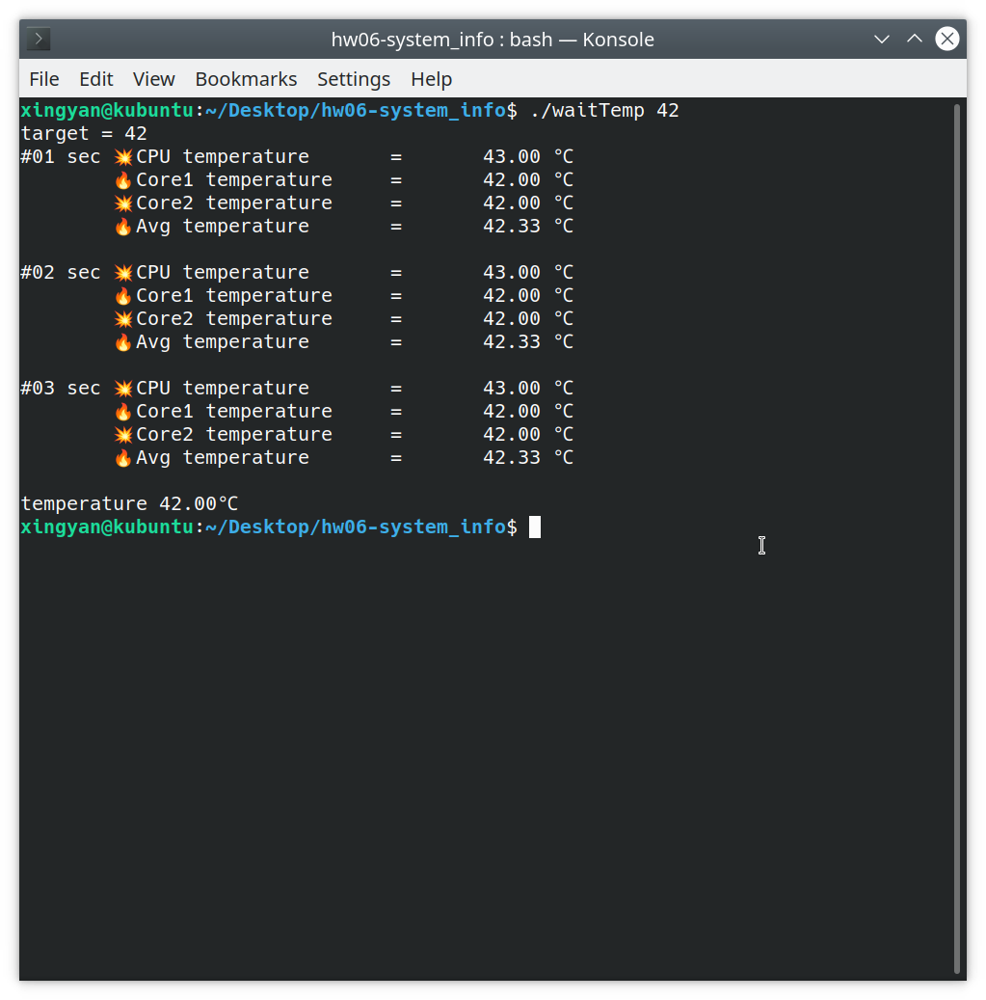 hw06-system_info : bash — Konsole
File Edit View Bookmarks Settings Help
xingyan@kubuntu:~/Desktop/hw06-system_info$ ./waitTemp 42
target = 42
#01 sec 💥CPU temperature = 43.00 °C
🔥Core1 temperature = 42.00 °C
💥Core2 temperature = 42.00 °C
🔥Avg temperature = 42.33 °C
#02 sec 💥CPU temperature = 43.00 °C
🔥Core1 temperature = 42.00 °C
💥Core2 temperature = 42.00 °C
🔥Avg temperature = 42.33 °C
#03 sec 💥CPU temperature = 43.00 °C
🔥Core1 temperature = 42.00 °C
💥Core2 temperature = 42.00 °C
🔥Avg temperature = 42.33 °C
temperature 42.00°C
xingyan@kubuntu:~/Desktop/hw06-system_info$